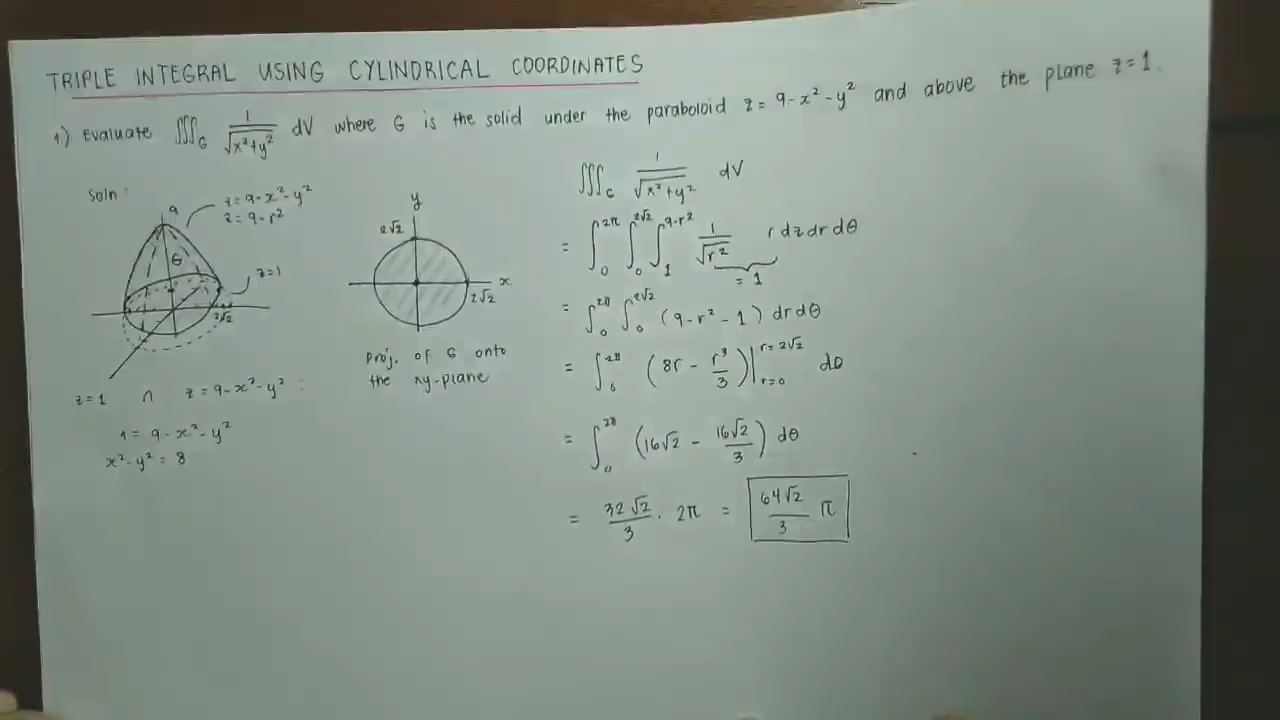 TRIPLE INTEGRAL USING CYLINDRICAL COORDINATES
1) Evaluate ∭_G 1/√(x²+y²) dV where G is the solid under the paraboloid z = 9-x²-y² and above the plane z=1.
Soln:
z=9-x²-y²
z=9-r²
9
G
z=1
2√2
z=1 ∩ z=9-x²-y² :
1 = 9-x²-y²
x²-y² = 8
y
2√2
x
2√2
Proj. of G onto
the xy-plane
∭_G 1/√(x²+y²) dV
= ∫_0^{2π} ∫_0^{2√2} ∫_1^{9-r²} 1/√(r²) r dz dr dθ
= 1
= ∫_0^{2π} ∫_0^{2√2} (9-r²-1) dr dθ
= ∫_0^{2π} (8r - r³/3) |_{r=0}^{r=2√2} dθ
= ∫_0^{2π} (16√2 - 16√2/3) dθ
= 32√2/3 · 2π = 64√2/3 π